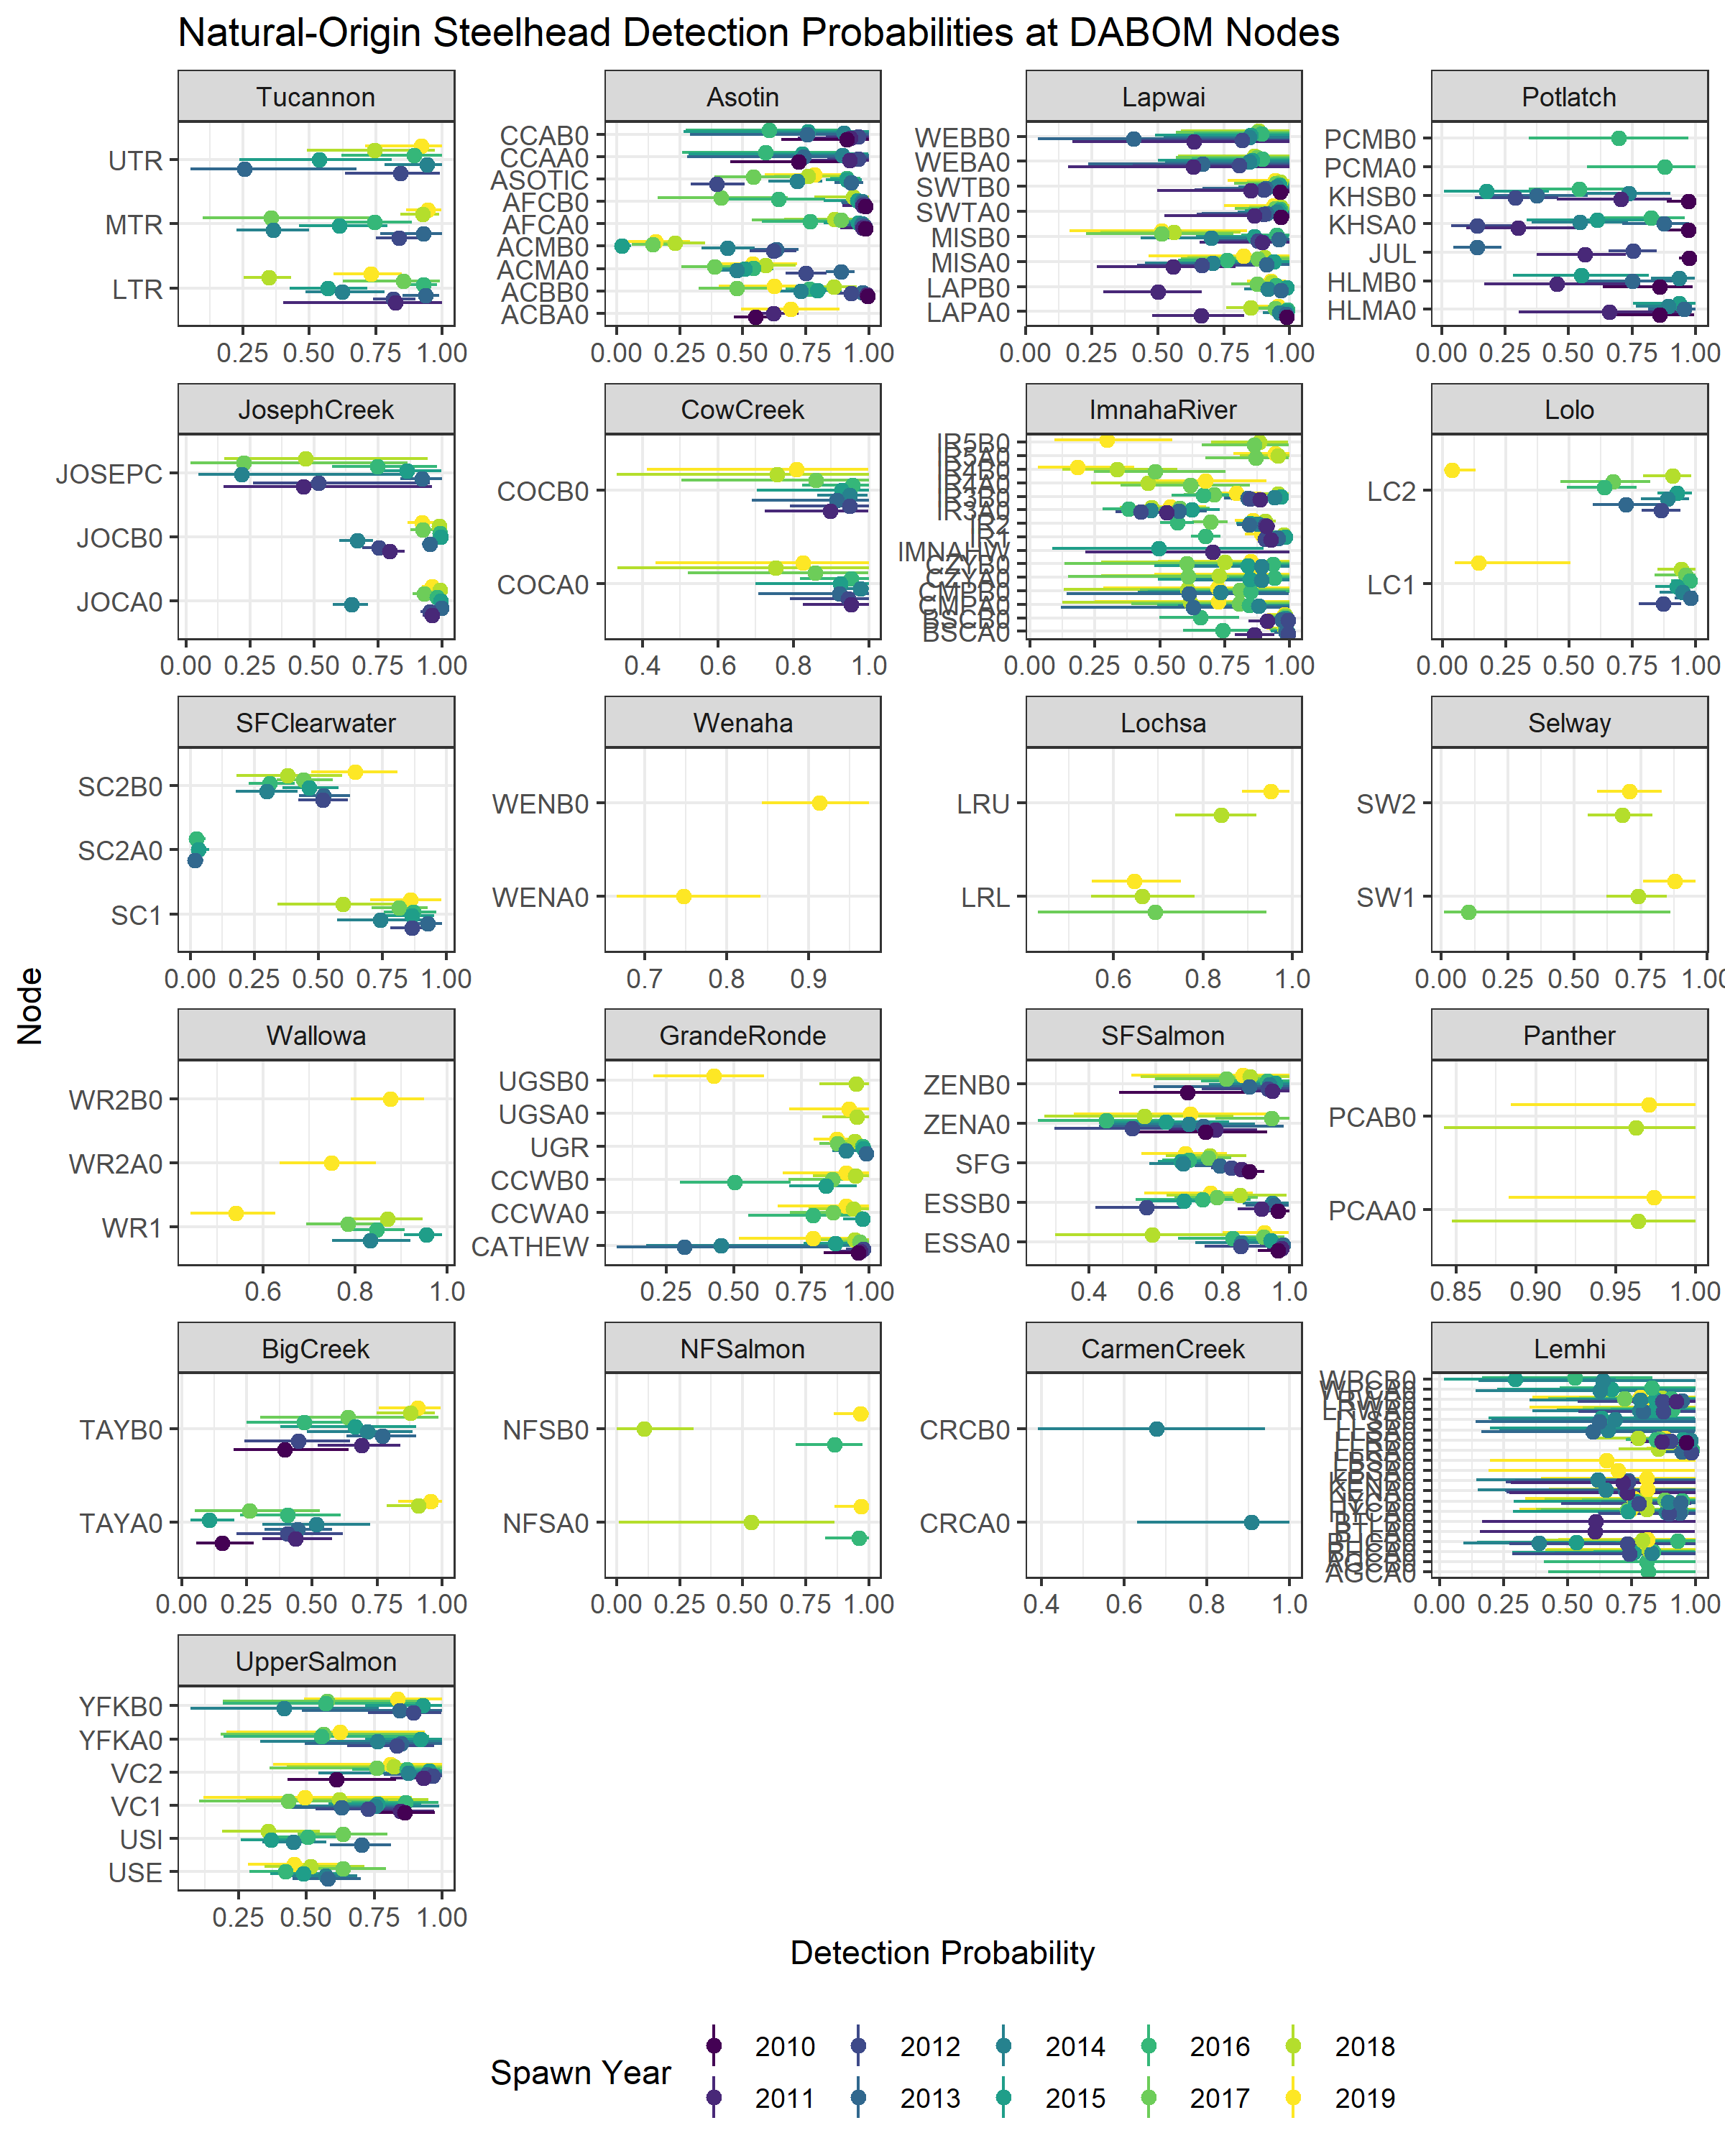 Natural-Origin Steelhead Detection Probabilities at DABOM Nodes
Tucannon
Asotin
Lapwai
Potlatch
UTR
MTR
LTR
0.25 0.50 0.75 1.00
CCAB0
CCAA0
ASOTIC
AFCB0
AFCA0
ACMB0
ACMA0
ACBB0
ACBA0
0.00 0.25 0.50 0.75 1.00
WEBB0
WEBA0
SWTB0
SWTA0
MISB0
MISA0
LAPB0
LAPA0
0.00 0.25 0.50 0.75 1.00
PCMB0
PCMA0
KHSB0
KHSA0
JUL
HLMB0
HLMA0
0.00 0.25 0.50 0.75 1.00
JosephCreek
CowCreek
ImnahaRiver
Lolo
JOSEPC
JOCB0
JOCA0
0.00 0.25 0.50 0.75 1.00
COCB0
COCA0
0.4 0.6 0.8 1.0
IR5B0
IR5A0
IR4B0
IR4A0
IR3B0
IR3A0
IR2
IR1
IMNAHW
CZYB0
CZYA0
CMPB0
CMPA0
BSCB0
BSCA0
0.00 0.25 0.50 0.75 1.00
LC2
LC1
0.00 0.25 0.50 0.75 1.00
SFClearwater
Wenaha
Lochsa
Selway
SC2B0
SC2A0
SC1
0.00 0.25 0.50 0.75 1.00
WENB0
WENA0
0.7 0.8 0.9
LRU
LRL
0.6 0.8 1.0
SW2
SW1
0.00 0.25 0.50 0.75
Node
Wallowa
GrandeRonde
SFSalmon
Panther
WR2B0
WR2A0
WR1
0.6 0.8 1.0
UGSB0
UGSA0
UGR
CCWB0
CCWA0
CATHEW
0.25 0.50 0.75 1.00
ZENB0
ZENA0
SFG
ESSB0
ESSA0
0.4 0.6 0.8 1.0
PCAB0
PCAA0
0.85 0.90 0.95 1.00
BigCreek
NFSalmon
CarmenCreek
Lemhi
TAYB0
TAYA0
0.00 0.25 0.50 0.75 1.00
NFSB0
NFSA0
0.00 0.25 0.50 0.75 1.00
CRCB0
CRCA0
0.4 0.6 0.8 1.0
WBCB0
AGCA0
0.00 0.25 0.50 0.75 1.00
UpperSalmon
YFKB0
YFKA0
VC2
VC1
USI
USE
0.25 0.50 0.75 1.00
Detection Probability
Spawn Year
2010 2012 2014 2016 2018
2011 2013 2015 2017 2019